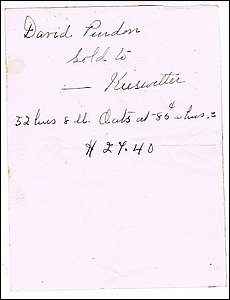 David Purdon
Sold to
— Kieswetter
32 bus 8 lb. Oats at 85¢ a bus. =
# 27.40